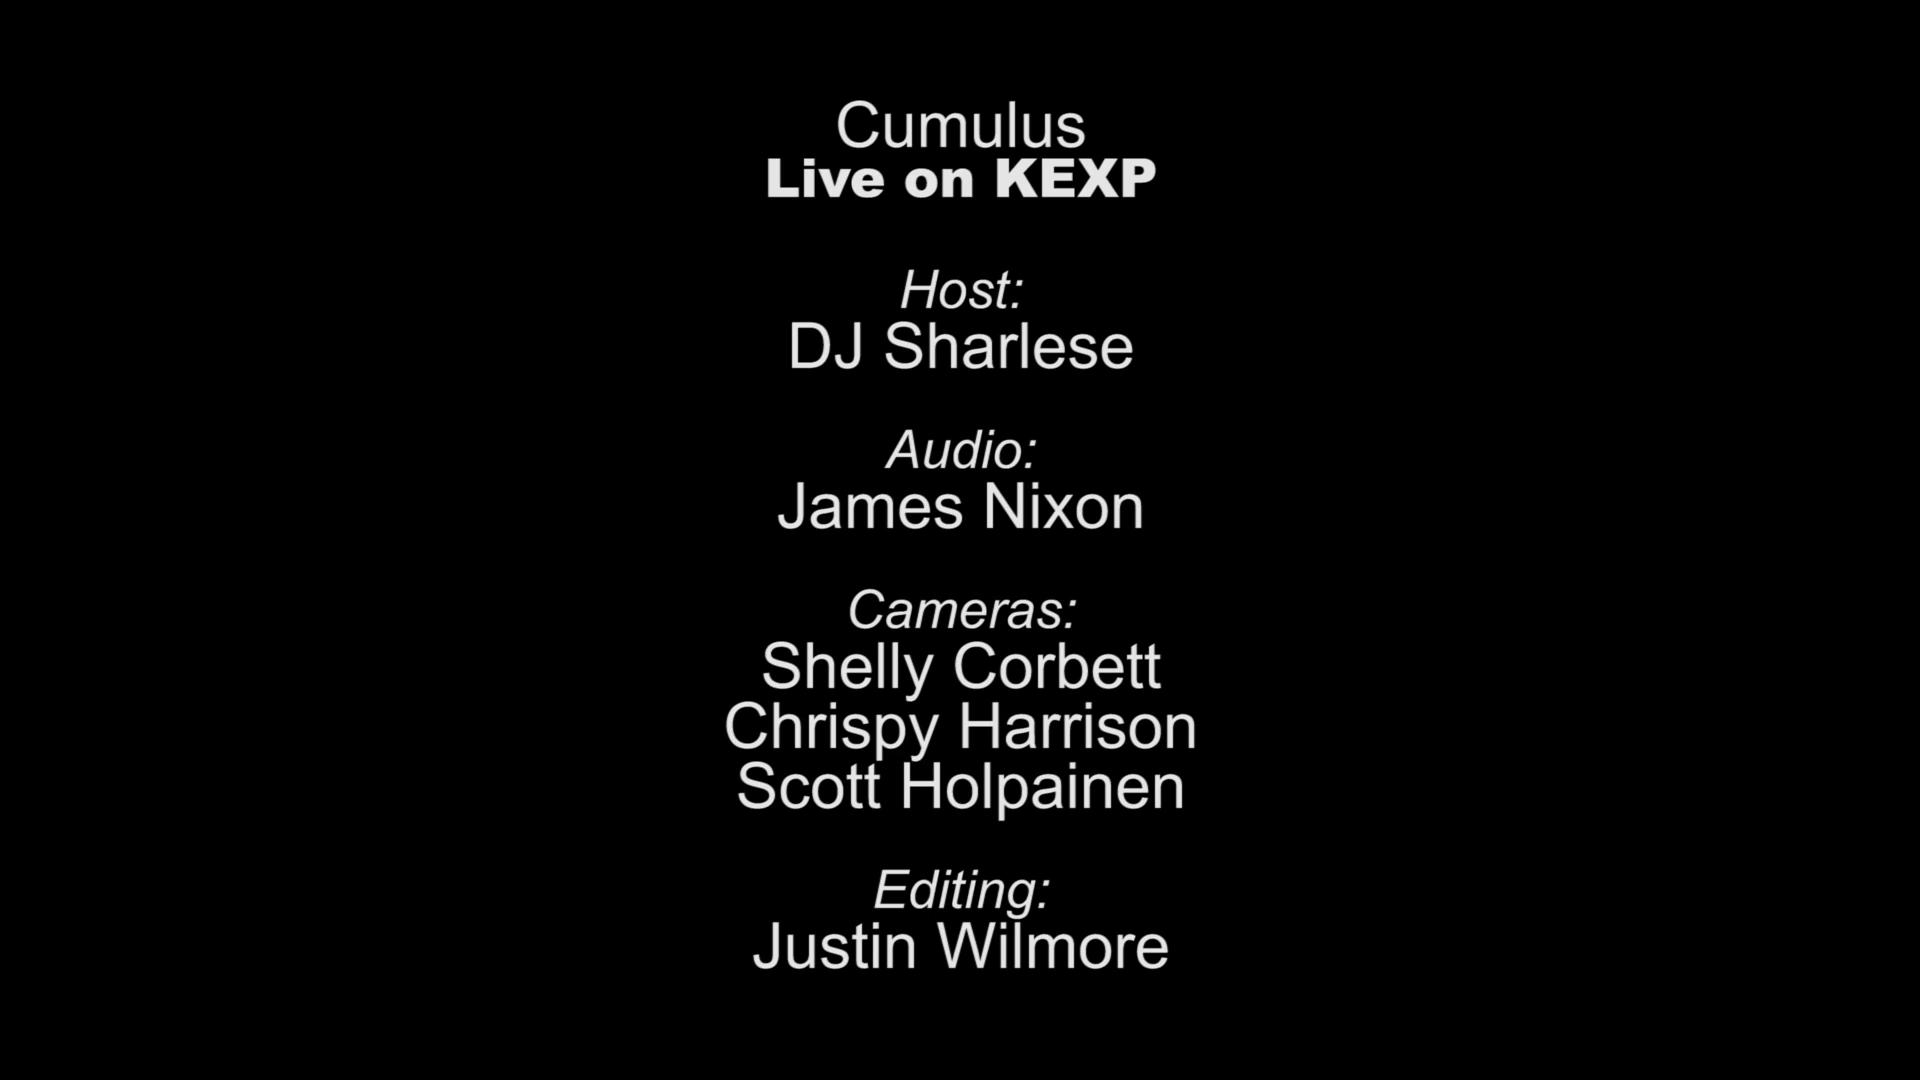 Cumulus
Live on KEXP
Host:
DJ Sharlese
Audio:
James Nixon
Cameras:
Shelly Corbett
Chrispy Harrison
Scott Holpainen
Editing:
Justin Wilmore